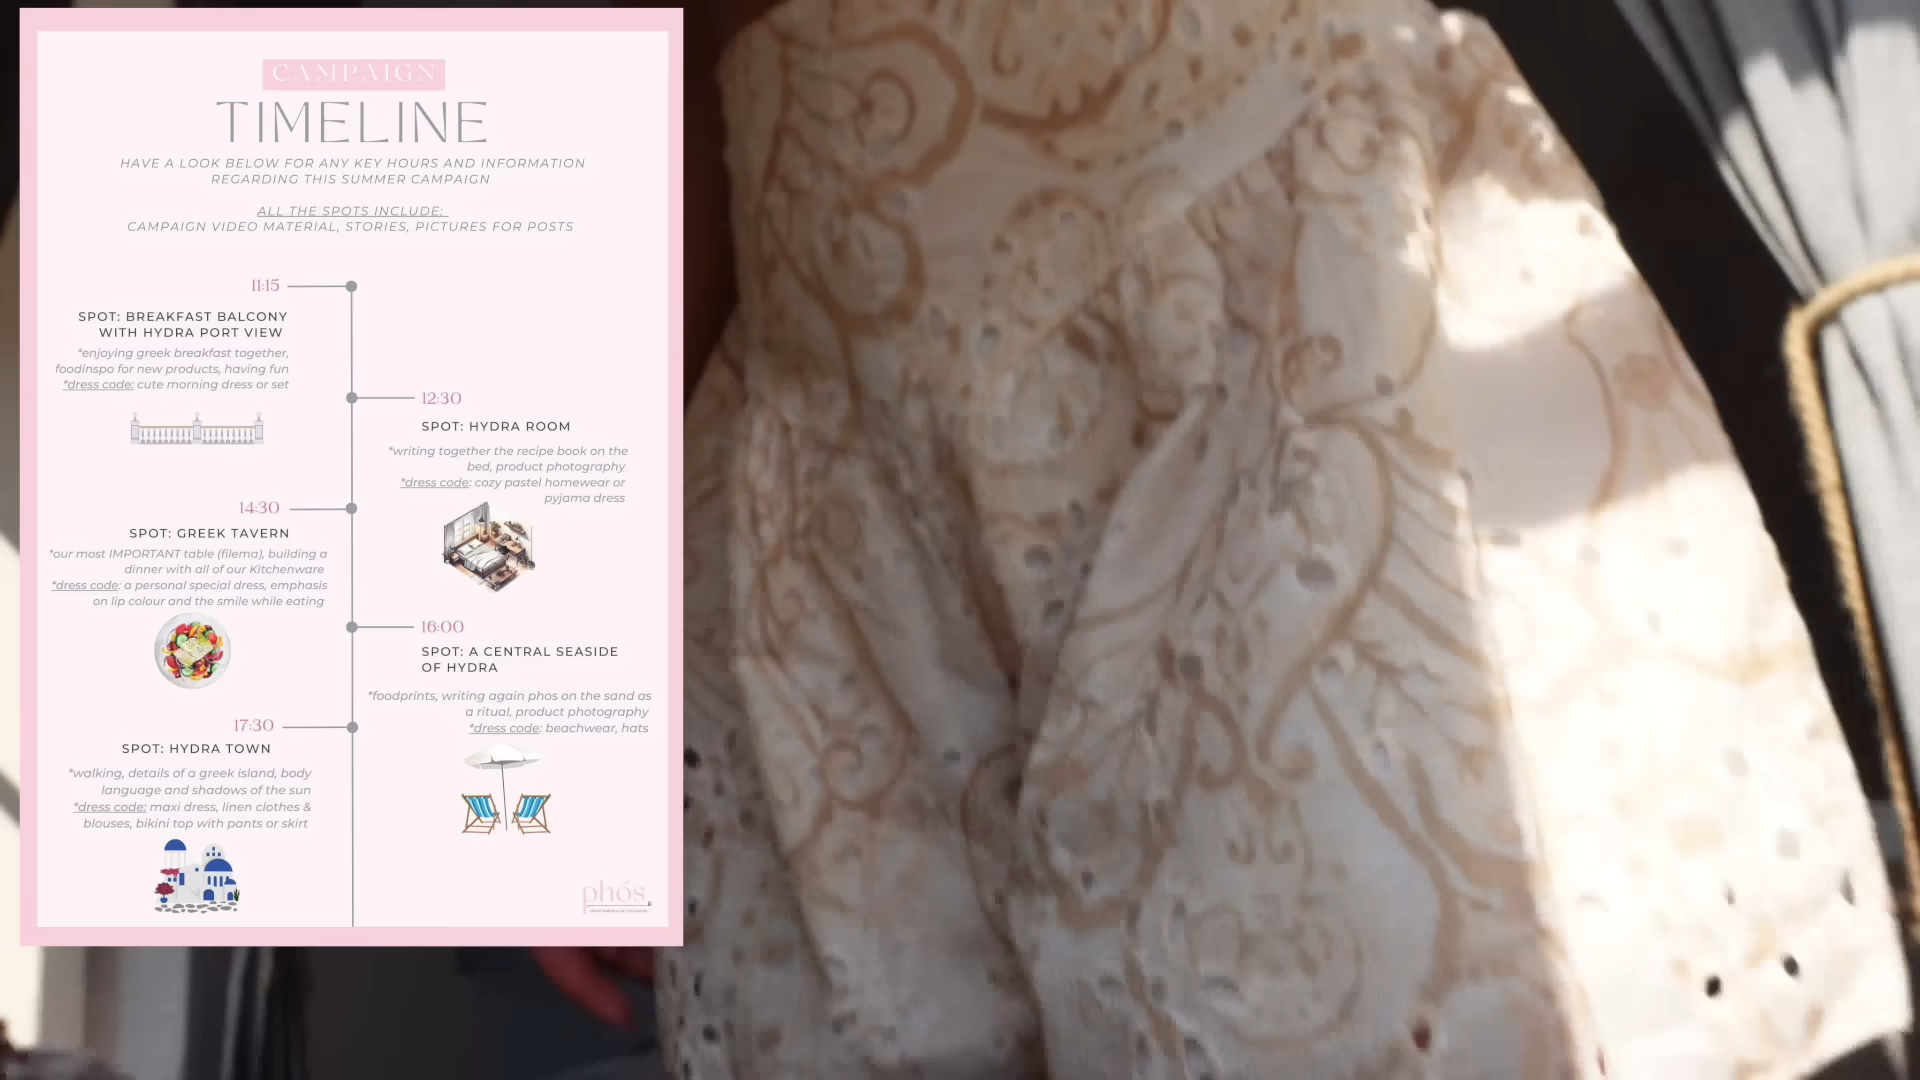 CAMPAIGN
TIMELINE
HAVE A LOOK BELOW FOR ANY KEY HOURS AND INFORMATION
REGARDING THIS SUMMER CAMPAIGN
ALL THE SPOTS INCLUDE:
CAMPAIGN VIDEO MATERIAL, STORIES, PICTURES FOR POSTS
11:15
SPOT: BREAKFAST BALCONY
WITH HYDRA PORT VIEW
*enjoying greek breakfast together,
foodinspo for new products, having fun
*dress code: cute morning dress or set
12:30
SPOT: HYDRA ROOM
*writing together the recipe book on the
bed, product photography
*dress code: cozy pastel homewear or
pyjama dress
14:30
SPOT: GREEK TAVERN
*our most IMPORTANT table (filema), building a
dinner with all of our Kitchenware
*dress code: a personal special dress, emphasis
on lip colour and the smile while eating
16:00
SPOT: A CENTRAL SEASIDE
OF HYDRA
*foodprints, writing again phos on the sand as
a ritual, product photography
*dress code: beachwear, hats
17:30
SPOT: HYDRA TOWN
*walking, details of a greek island, body
language and shadows of the sun
*dress code: maxi dress, linen clothes &
blouses, bikini top with pants or skirt
phós